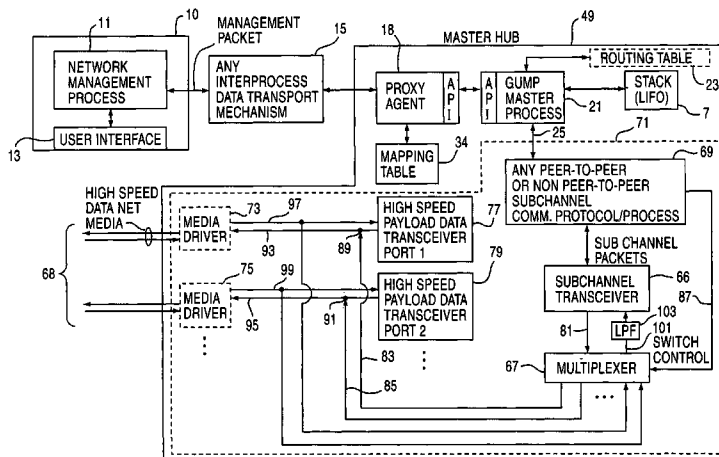 10
11
MANAGEMENT
PACKET
15
18
MASTER HUB
49
NETWORK
MANAGEMENT
PROCESS
USER INTERFACE
13
ANY
INTERPROCESS
DATA TRANSPORT
MECHANISM
PROXY
AGENT
API
MAPPING
TABLE
34
API
GUMP
MASTER
PROCESS
21
25
ROUTING TABLE
23
STACK
(LIFO)
7
71
69
ANY PEER-TO-PEER
OR NON PEER-TO-PEER
SUBCHANNEL
COMM. PROTOCOL/PROCESS
HIGH SPEED
DATA NET
MEDIA
68
73
MEDIA
DRIVER
97
93
89
HIGH SPEED
PAYLOAD DATA
TRANSCEIVER
PORT 1
77
75
MEDIA
DRIVER
99
95
91
HIGH SPEED
PAYLOAD DATA
TRANSCEIVER
PORT 2
79
83
85
SUB CHANNEL
PACKETS
SUBCHANNEL
TRANSCEIVER
66
87
81
LPF
103
101
SWITCH
CONTROL
67
MULTIPLEXER